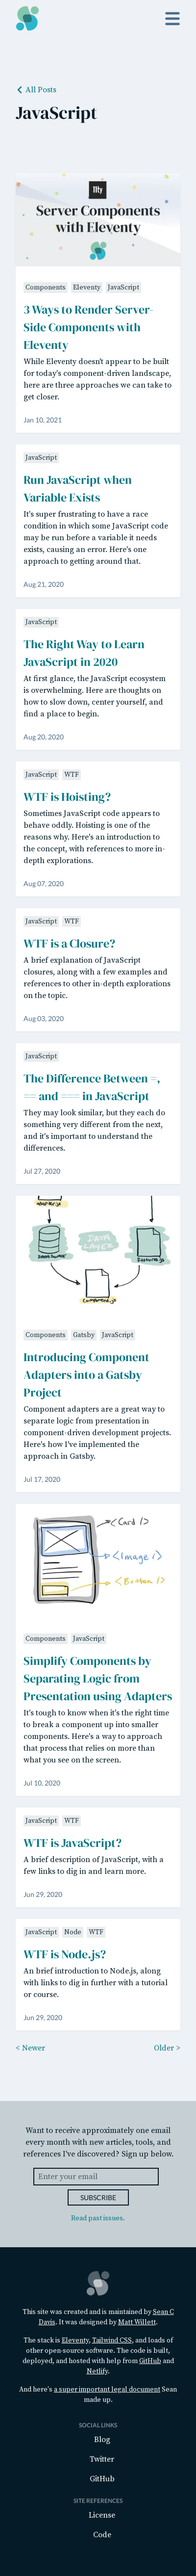 All Posts
JavaScript
11ty
Server Components
with Eleventy
Components Eleventy JavaScript
3 Ways to Render Server-
Side Components with
Eleventy
While Eleventy doesn't appear to be built
for today's component-driven landscape,
here are three approaches we can take to
get closer.
Jan 10, 2021
JavaScript
Run JavaScript when
Variable Exists
It's super frustrating to have a race
condition in which some JavaScript code
may be run before a variable it needs
exists, causing an error. Here's one
approach to getting around that.
Aug 21, 2020
JavaScript
The Right Way to Learn
JavaScript in 2020
At first glance, the JavaScript ecosystem
is overwhelming. Here are thoughts on
how to slow down, center yourself, and
find a place to begin.
Aug 20, 2020
JavaScript WTF
WTF is Hoisting?
Sometimes JavaScript code appears to
behave oddly. Hoisting is one of the
reasons why. Here's an introduction to
the concept, with references to more in-
depth explorations.
Aug 07, 2020
JavaScript WTF
WTF is a Closure?
A brief explanation of JavaScript
closures, along with a few examples and
references to other in-depth explorations
on the topic.
Aug 03, 2020
JavaScript
The Difference Between =,
== and === in JavaScript
They may look similar, but they each do
something very different from the next,
and it's important to understand the
differences.
Jul 27, 2020
DATA
LAYER
Components Gatsby JavaScript
Introducing Component
Adapters into a Gatsby
Project
Component adapters are a great way to
separate logic from presentation in
component-driven development projects.
Here's how I've implemented the
approach in Gatsby.
Jul 17, 2020
<Card />
<Image />
<Button />
Components JavaScript
Simplify Components by
Separating Logic from
Presentation using Adapters
It's tough to know when it's the right time
to break a component up into smaller
components. Here's a way to approach
that process that relies on more than
what you see on the screen.
Jul 10, 2020
JavaScript WTF
WTF is JavaScript?
A brief description of JavaScript, with a
few links to dig in and learn more.
Jun 29, 2020
JavaScript Node WTF
WTF is Node.js?
An brief introduction to Node.js, along
with links to dig in further with a tutorial
or course.
Jun 29, 2020
< Newer Older >
Want to receive approximately one email
every month with new articles, tools, and
references I've discovered? Sign up below.
Enter your email
SUBSCRIBE
Read past issues.
This site was created and is maintained by Sean C
Davis. It was designed by Matt Willett.
The stack is Eleventy, Tailwind CSS, and loads of
other open-source software. The code is built,
deployed, and hosted with help from GitHub and
Netlify.
And here's a super important legal document Sean
made up.
SOCIAL LINKS
Blog
Twitter
GitHub
SITE REFERENCES
License
Code